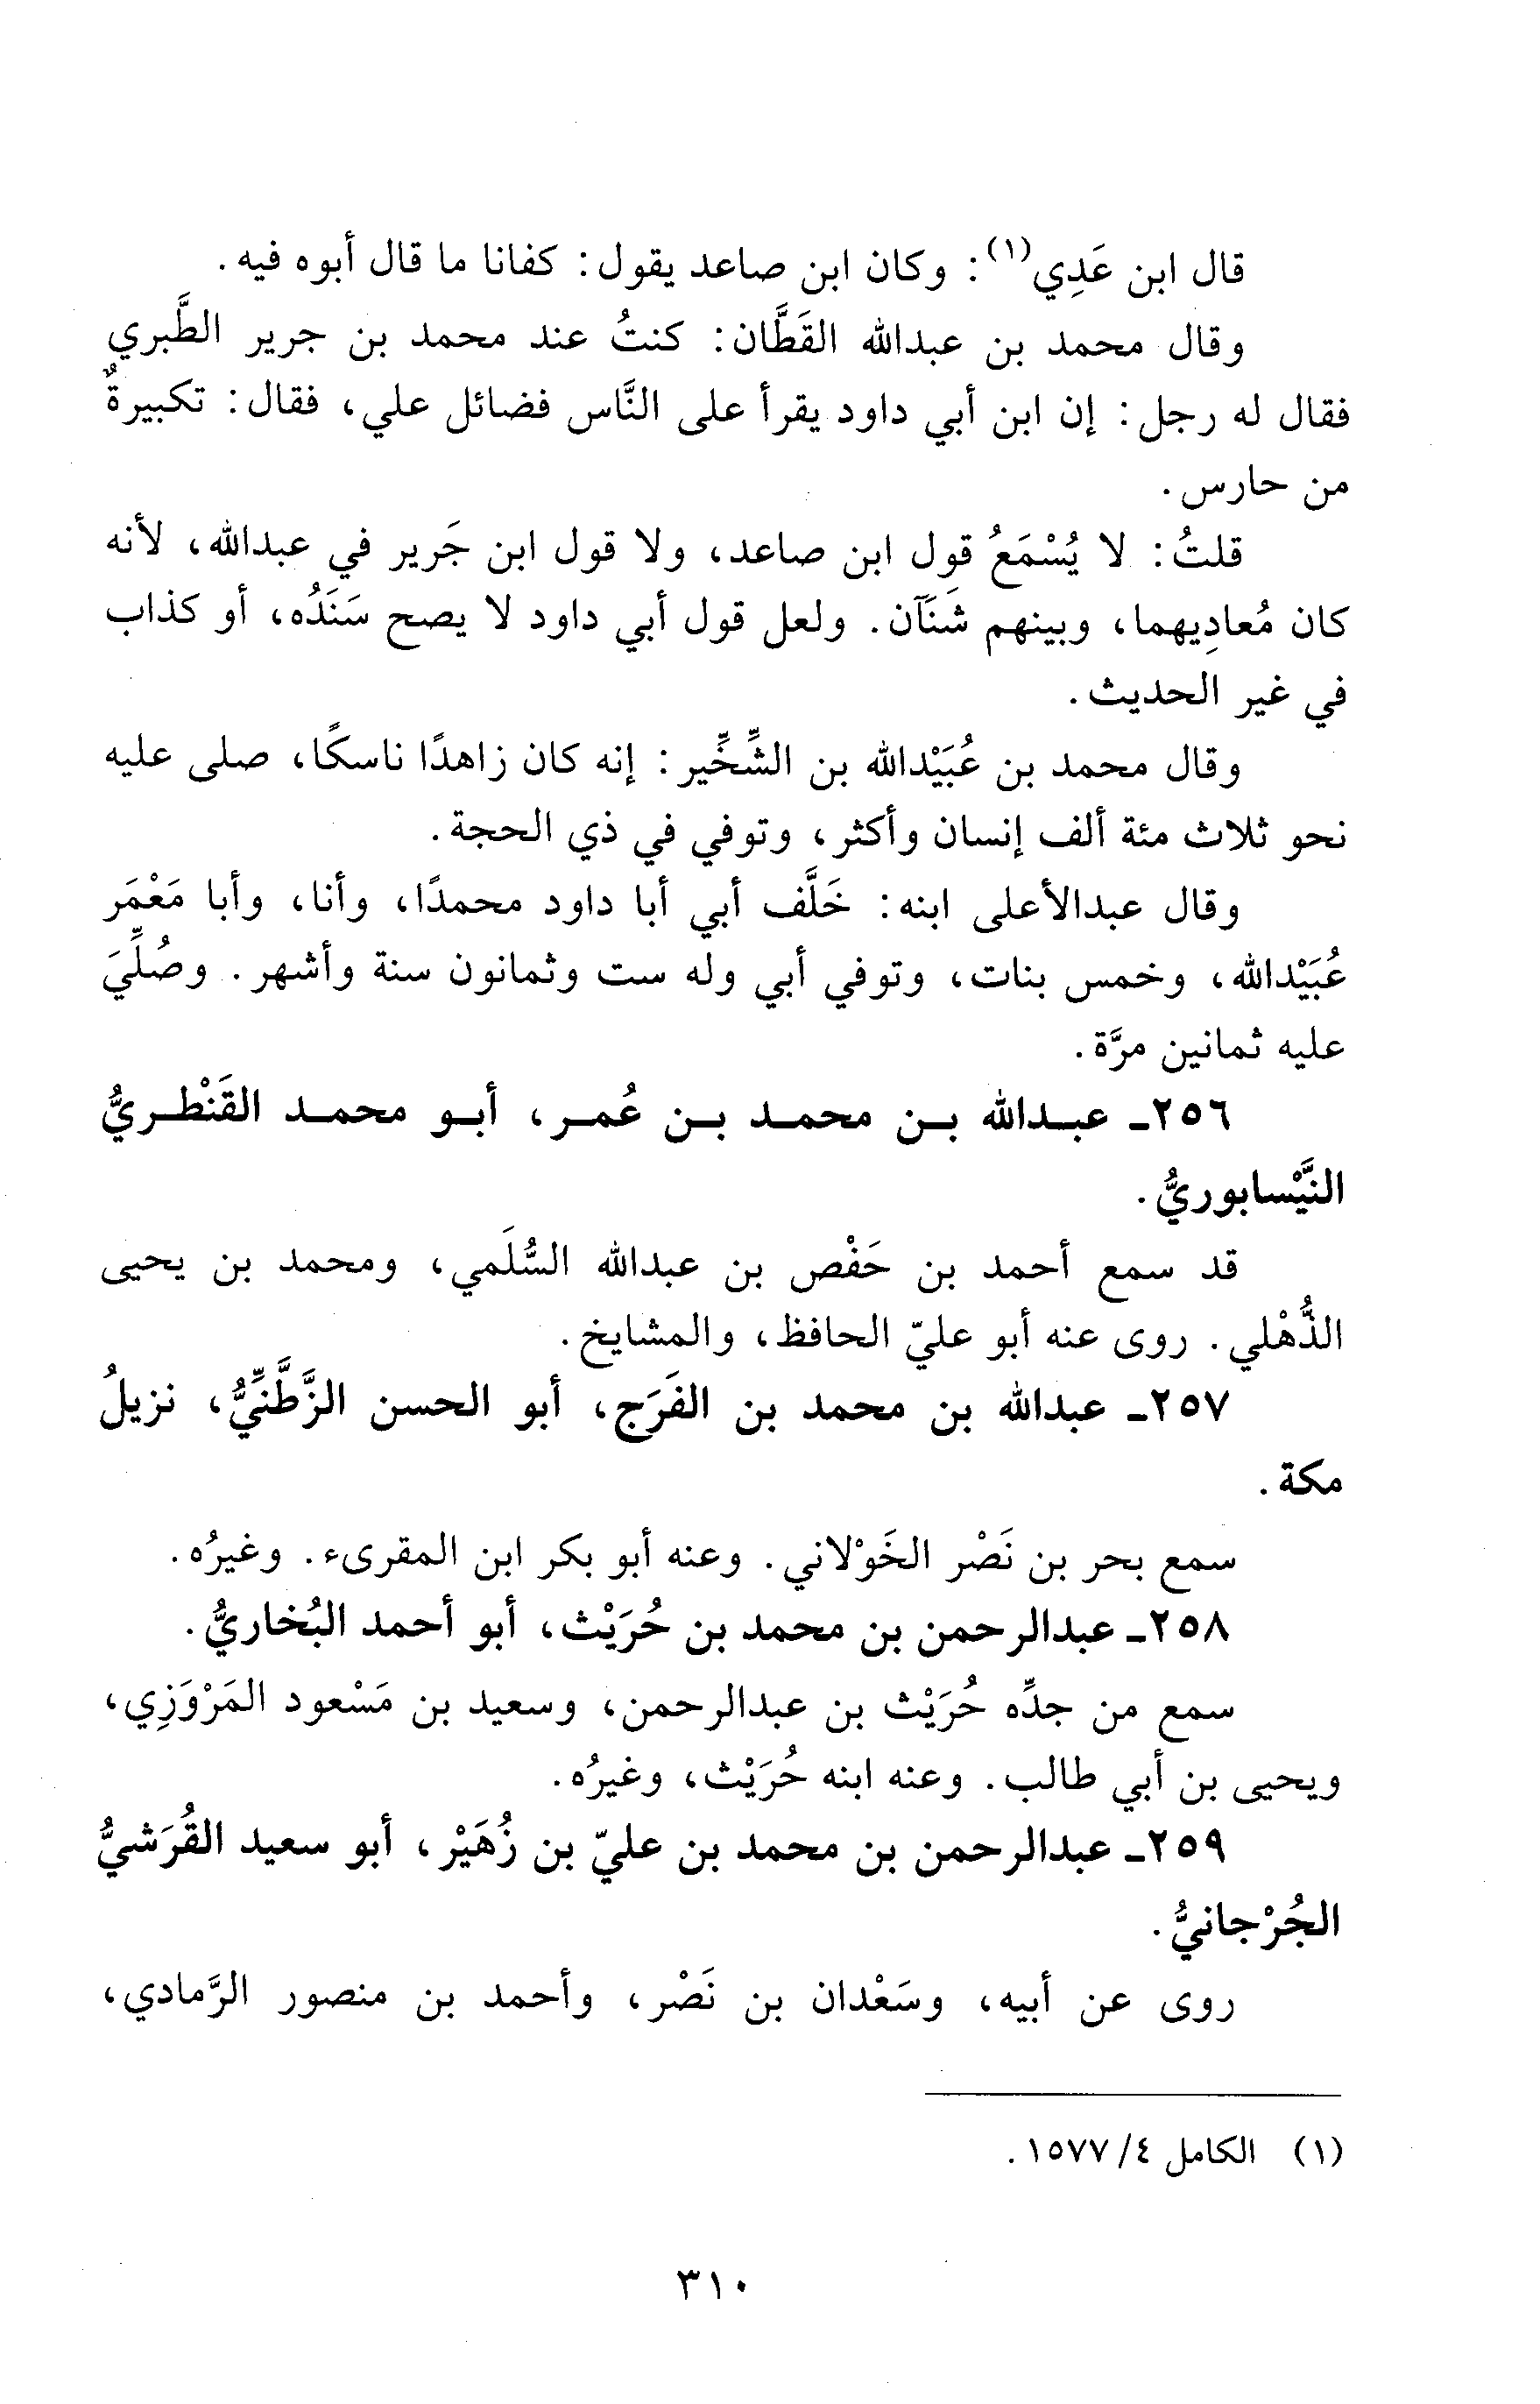 قال ابن عَدِي(١): وكان ابن صاعد يقول: كفانا ما قال أبوه فيه.
وقال محمد بن عبدالله القَطَّان: كنتُ عند محمد بن جرير الطَّبري
فقال له رجل: إن ابن أبي داود يقرأ على النَّاس فضائل علي، فقال: تكبيرةٌ
من حارس.
قلتُ: لا يُسْمَعُ قول ابن صاعد، ولا قول ابن جَرير في عبدالله، لأنه
كان مُعادِيهما، وبينهم شَنَآن. ولعل قول أبي داود لا يصح سَنَدُه، أو كذاب
في غير الحديث.
وقال محمد بن عُبَيْدالله بن الشِّخِّير: إنه كان زاهدًا ناسكًا، صلى عليه
نحو ثلاث مئة ألف إنسان وأكثر، وتوفي في ذي الحجة.
وقال عبدالأعلى ابنه: خَلَّف أبي أبا داود محمدًا، وأنا، وأبا مَعْمَر
عُبَيْدالله، وخمس بنات، وتوفي أبي وله ست وثمانون سنة وأشهر. وصُلِّيَ
عليه ثمانين مرَّة.
٢٥٦ـ عبدالله بن محمد بن عُمر، أبو محمد القَنْطريُّ
النَّيْسابوريُّ.
قد سمع أحمد بن حَفْص بن عبدالله السُّلَمي، ومحمد بن يحيى
الذُّهْلي. روى عنه أبو عليّ الحافظ، والمشايخ.
٢٥٧ـ عبدالله بن محمد بن الفَرَج، أبو الحسن الزَّطَّنِّيُّ، نزيلُ
مكة.
سمع بحر بن نَصْر الخَوْلاني. وعنه أبو بكر ابن المقرىء. وغيرُه.
٢٥٨ـ عبدالرحمن بن محمد بن حُرَيْث، أبو أحمد البُخاريُّ.
سمع من جدِّه حُرَيْث بن عبدالرحمن، وسعيد بن مَسْعود المَرْوَزِي،
ويحيى بن أبي طالب. وعنه ابنه حُرَيْث، وغيرُه.
٢٥٩ـ عبدالرحمن بن محمد بن عليّ بن زُهَيْر، أبو سعيد القُرَشيُّ
الجُرْجانيُّ.
روى عن أبيه، وسَعْدان بن نَصْر، وأحمد بن منصور الرَّمادي،
(١) الكامل ٤/ ١٥٧٧.
٣١٠